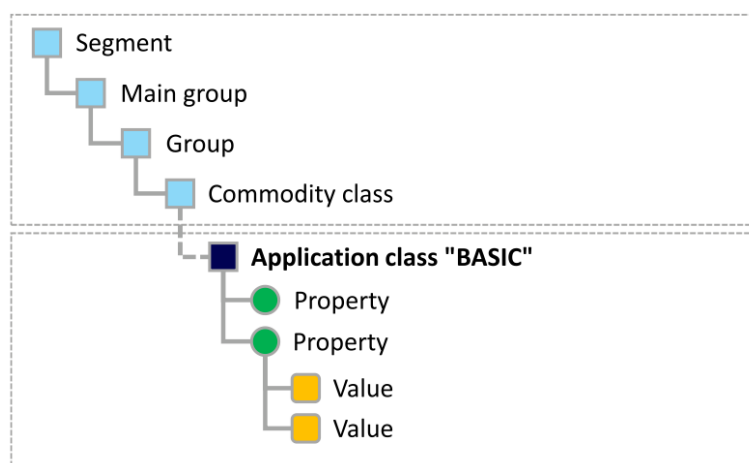 Segment
Main group
Group
Commodity class
Application class "BASIC"
Property
Property
Value
Value